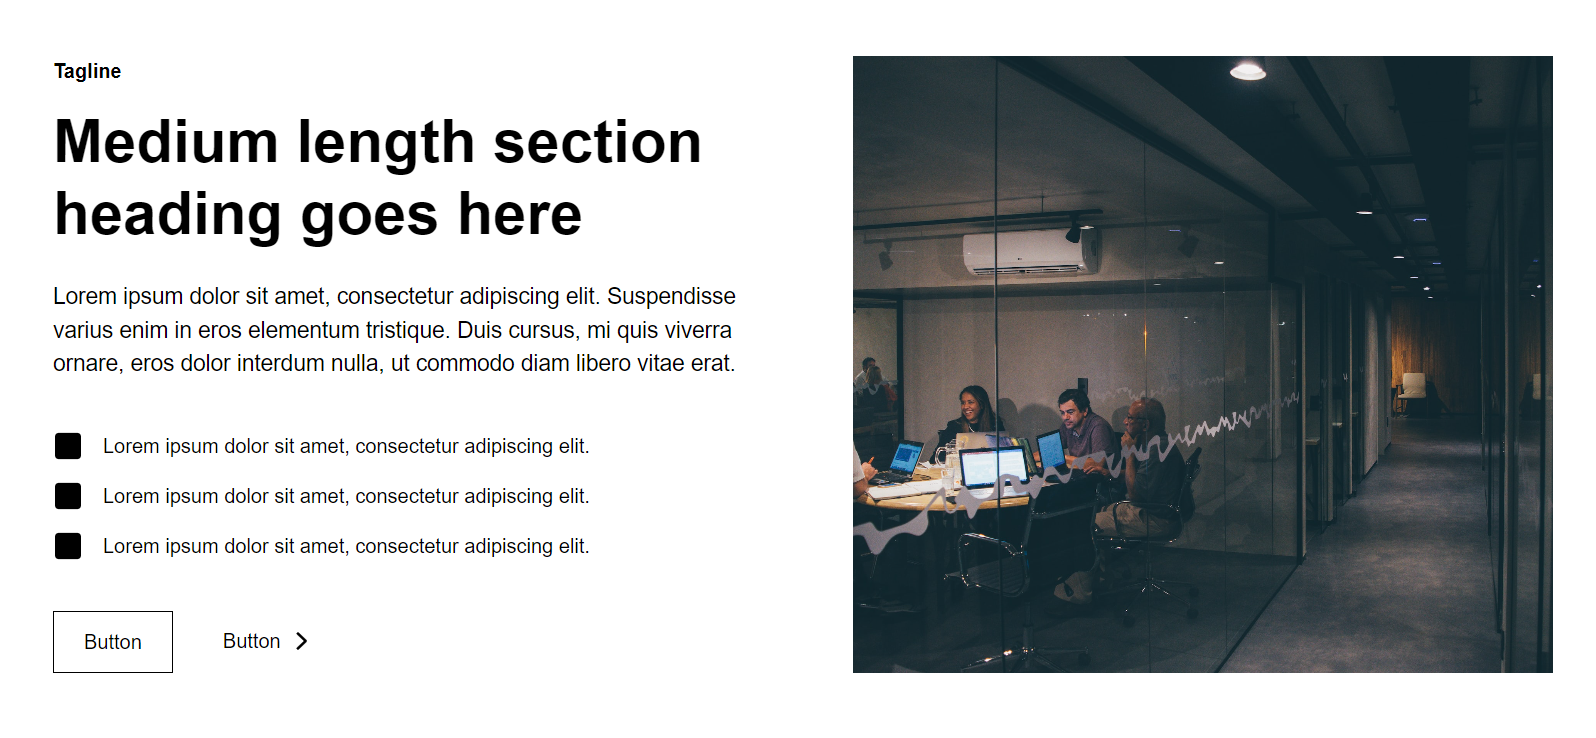 Tagline
Medium length section
heading goes here
Lorem ipsum dolor sit amet, consectetur adipiscing elit. Suspendisse
varius enim in eros elementum tristique. Duis cursus, mi quis viverra
ornare, eros dolor interdum nulla, ut commodo diam libero vitae erat.
Lorem ipsum dolor sit amet, consectetur adipiscing elit.
Lorem ipsum dolor sit amet, consectetur adipiscing elit.
Lorem ipsum dolor sit amet, consectetur adipiscing elit.
Button Button